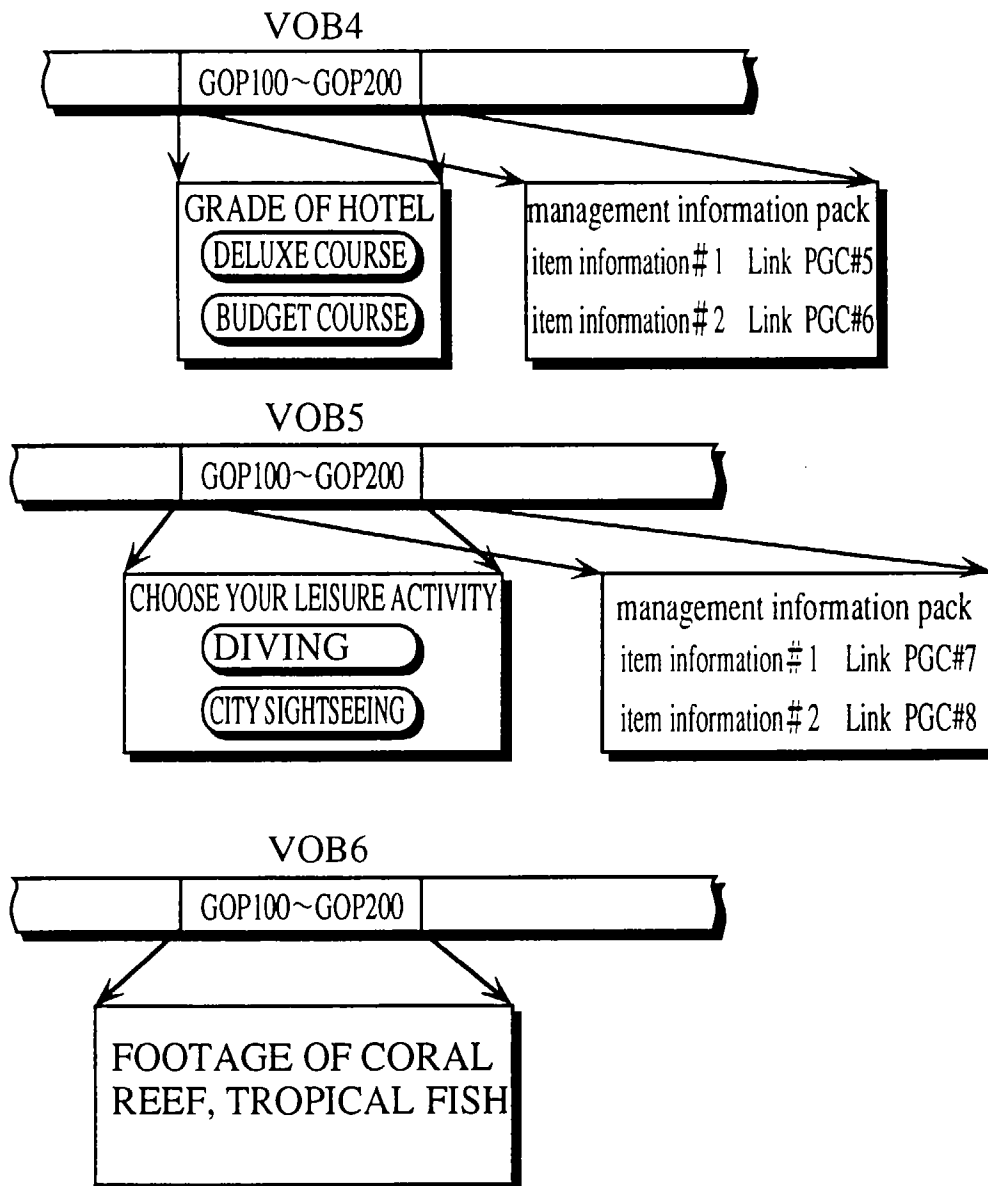 VOB4
GOP100~GOP200
GRADE OF HOTEL
DELUXE COURSE
BUDGET COURSE
management information pack
item information # 1 Link PGC#5
item information # 2 Link PGC#6
VOB5
GOP100~GOP200
CHOOSE YOUR LEISURE ACTIVITY
DIVING
CITY SIGHTSEEING
management information pack
item information # 1 Link PGC#7
item information # 2 Link PGC#8
VOB6
GOP100~GOP200
FOOTAGE OF CORAL
REEF, TROPICAL FISH